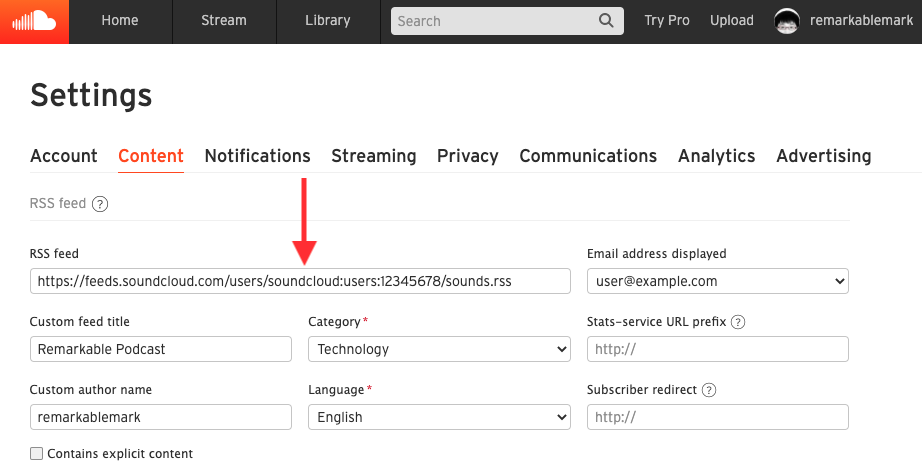 Home Stream Library Search Try Pro Upload remarkablemark
Settings
Account Content Notifications Streaming Privacy Communications Analytics Advertising
RSS feed ?
RSS feed Email address displayed
https://feeds.soundcloud.com/users/soundcloud:users:12345678/sounds.rss user@example.com
Custom feed title Category* Stats-service URL prefix ?
Remarkable Podcast Technology http://
Custom author name Language* Subscriber redirect ?
remarkablemark English http://
Contains explicit content